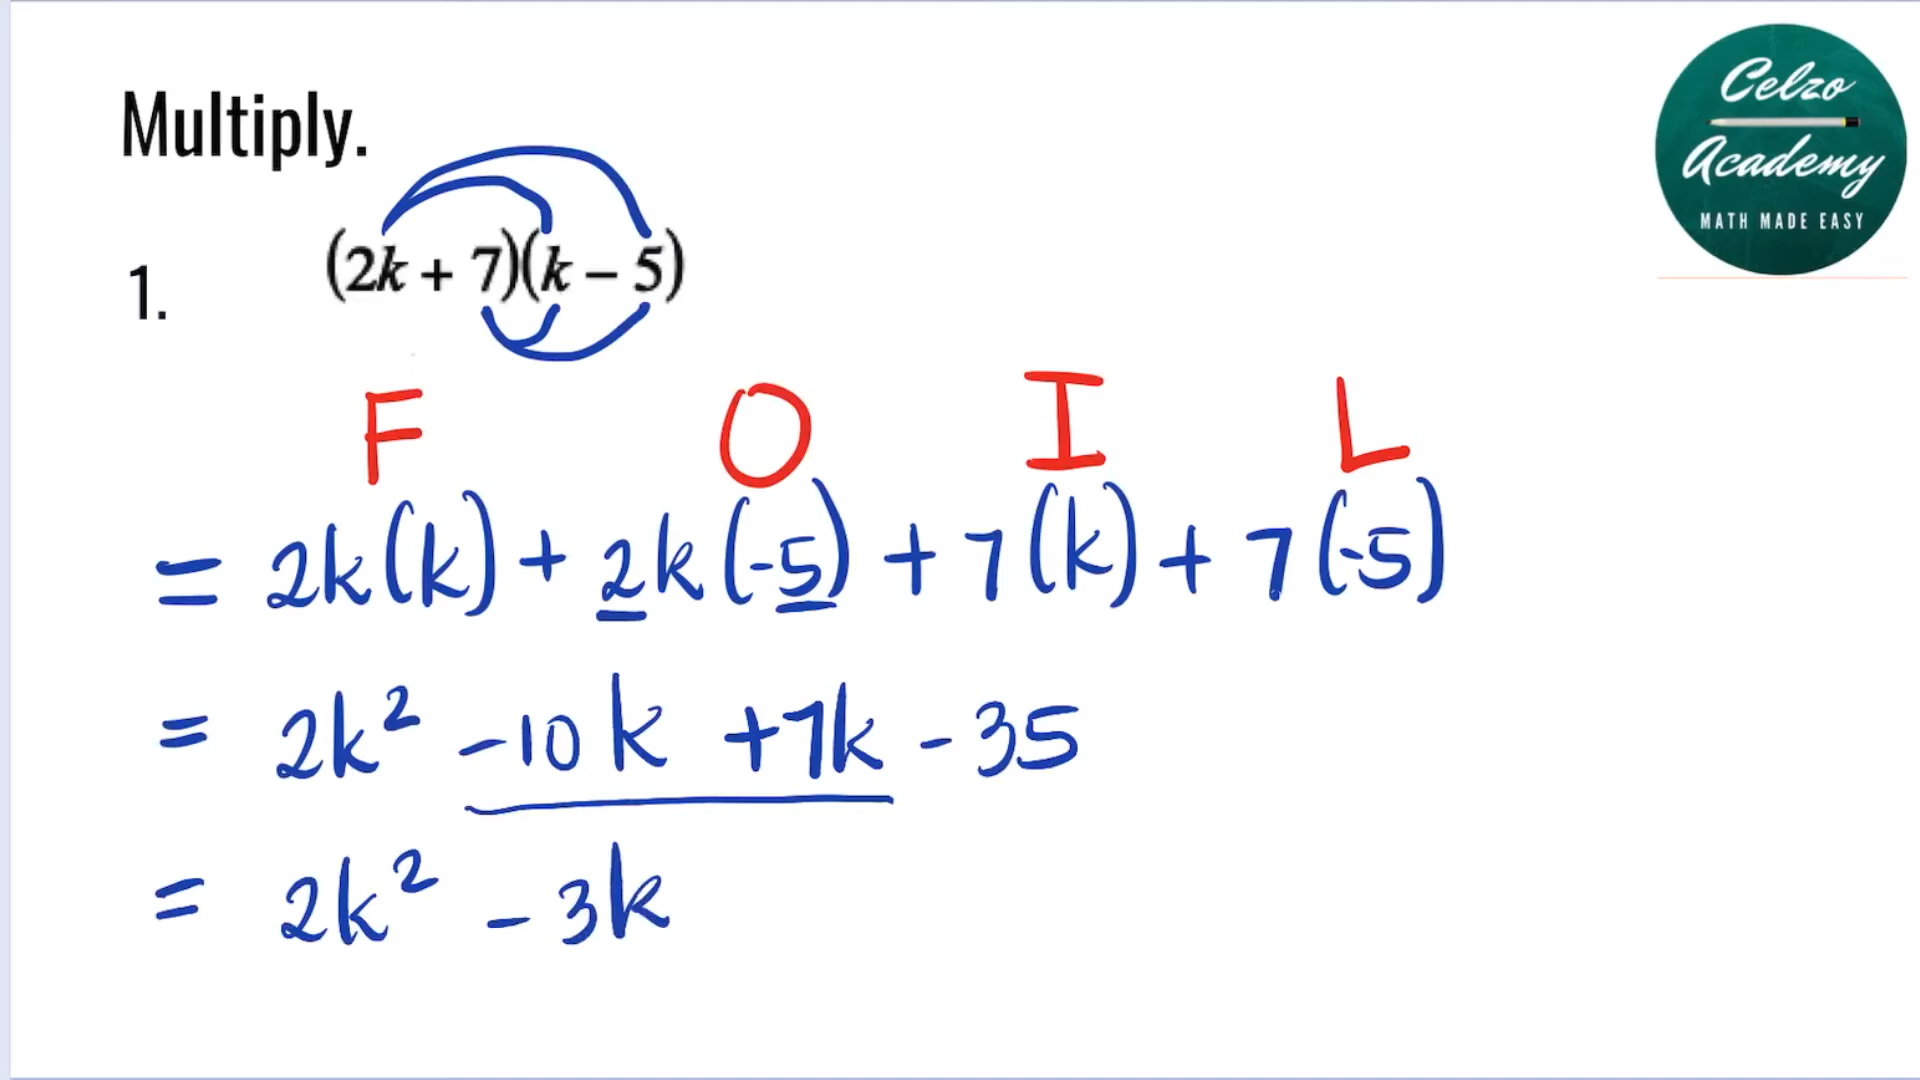 Celzo
Academy
MATH MADE EASY
Multiply.
1. (2k + 7)(k − 5)
F O I L
= 2k(k) + 2k(-5) + 7(k) + 7(-5)
= 2k² -10k +7k - 35
= 2k² - 3k